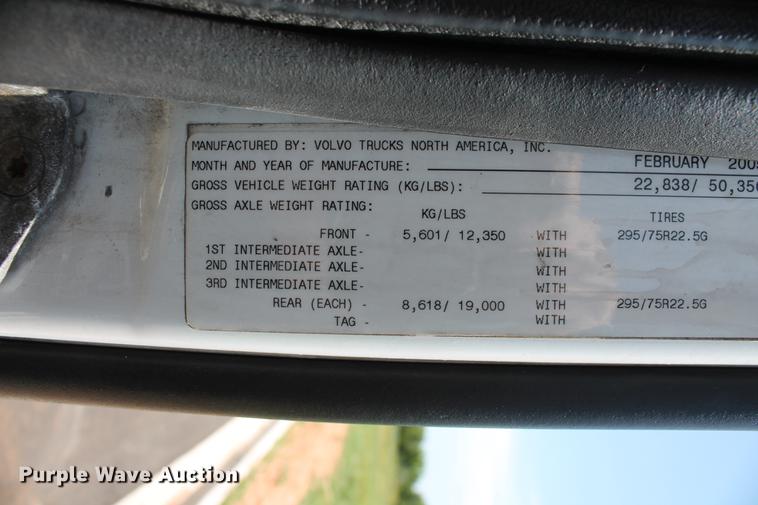 MANUFACTURED BY: VOLVO TRUCKS NORTH AMERICA, INC.
MONTH AND YEAR OF MANUFACTURE: FEBRUARY
GROSS VEHICLE WEIGHT RATING (KG/LBS): 22,838/ 50,350
GROSS AXLE WEIGHT RATING: KG/LBS TIRES
FRONT - 5,601/ 12,350 WITH 295/75R22.5G
1ST INTERMEDIATE AXLE- WITH
2ND INTERMEDIATE AXLE- WITH
3RD INTERMEDIATE AXLE- WITH
REAR (EACH) - 8,618/ 19,000 WITH 295/75R22.5G
TAG - WITH
Purple Wave Auction